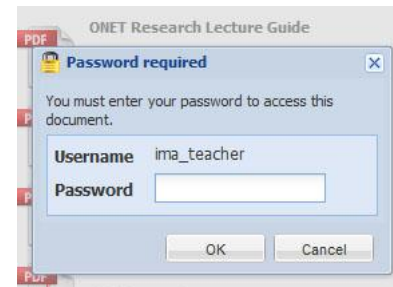 ONET Research Lecture Guide
PDF
Password required
You must enter your password to access this
document.
Username ima_teacher
Password
OK Cancel
PDF